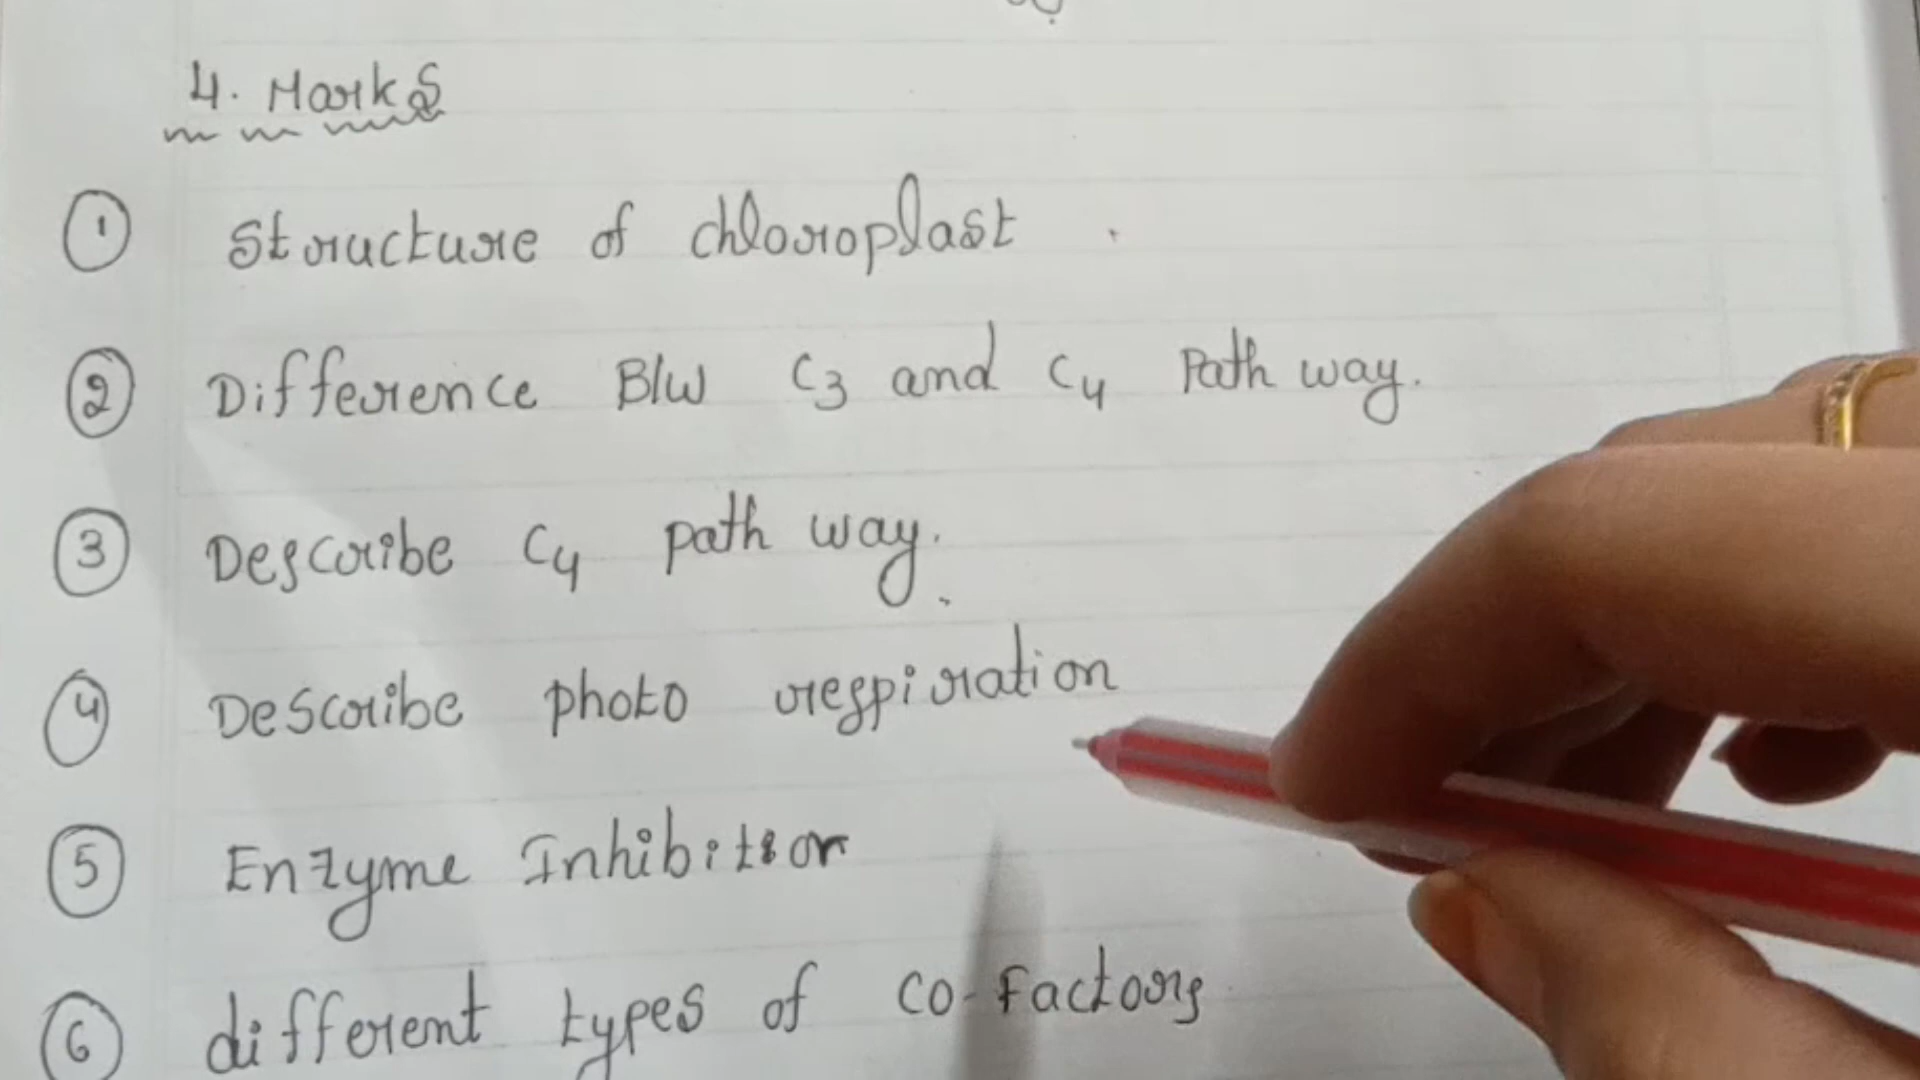 4. Marks
1 Structure of chloroplast.
2 Difference B/w C3 and C4 Path way.
3 Describe C4 path way.
4 Describe photo respiration
5 Enzyme Inhibition
6 different types of co-factors